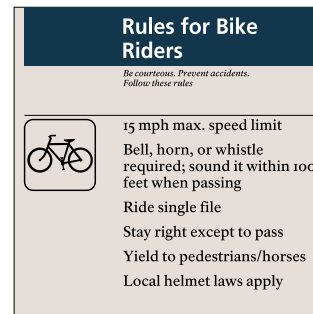 Rules for Bike
Riders
Be courteous. Prevent accidents.
Follow these rules
15 mph max. speed limit
Bell, horn, or whistle
required; sound it within 100
feet when passing
Ride single file
Stay right except to pass
Yield to pedestrians/horses
Local helmet laws apply